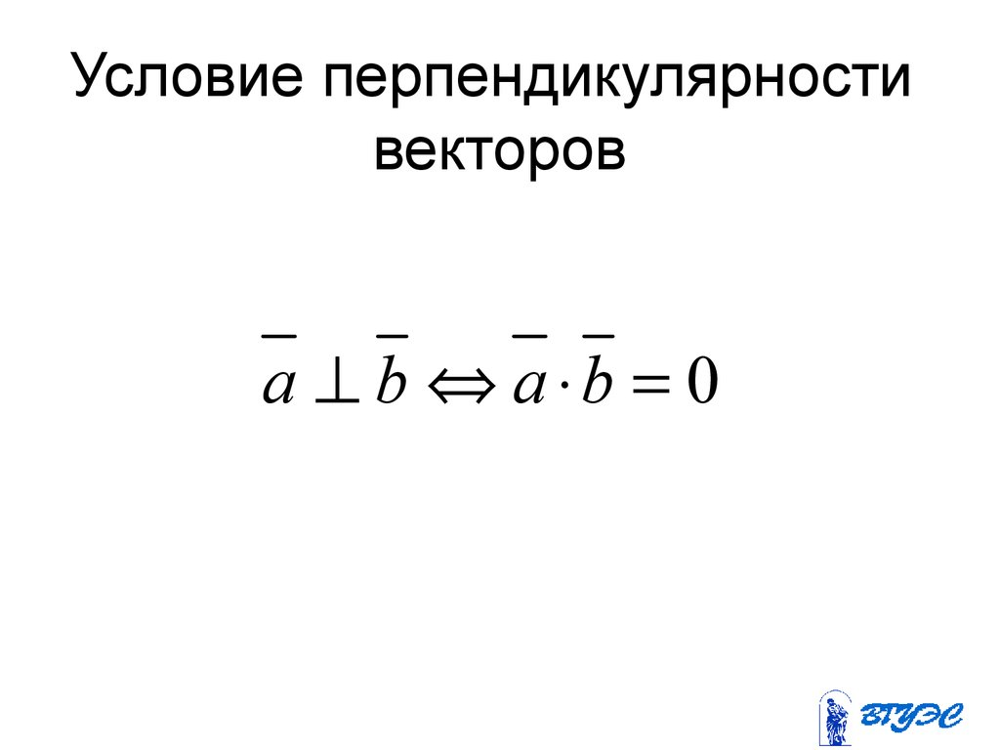 Условие перпендикулярности
векторов
a̅ ⊥ b̅ ⇔ a̅ · b̅ = 0
ВГУЭС